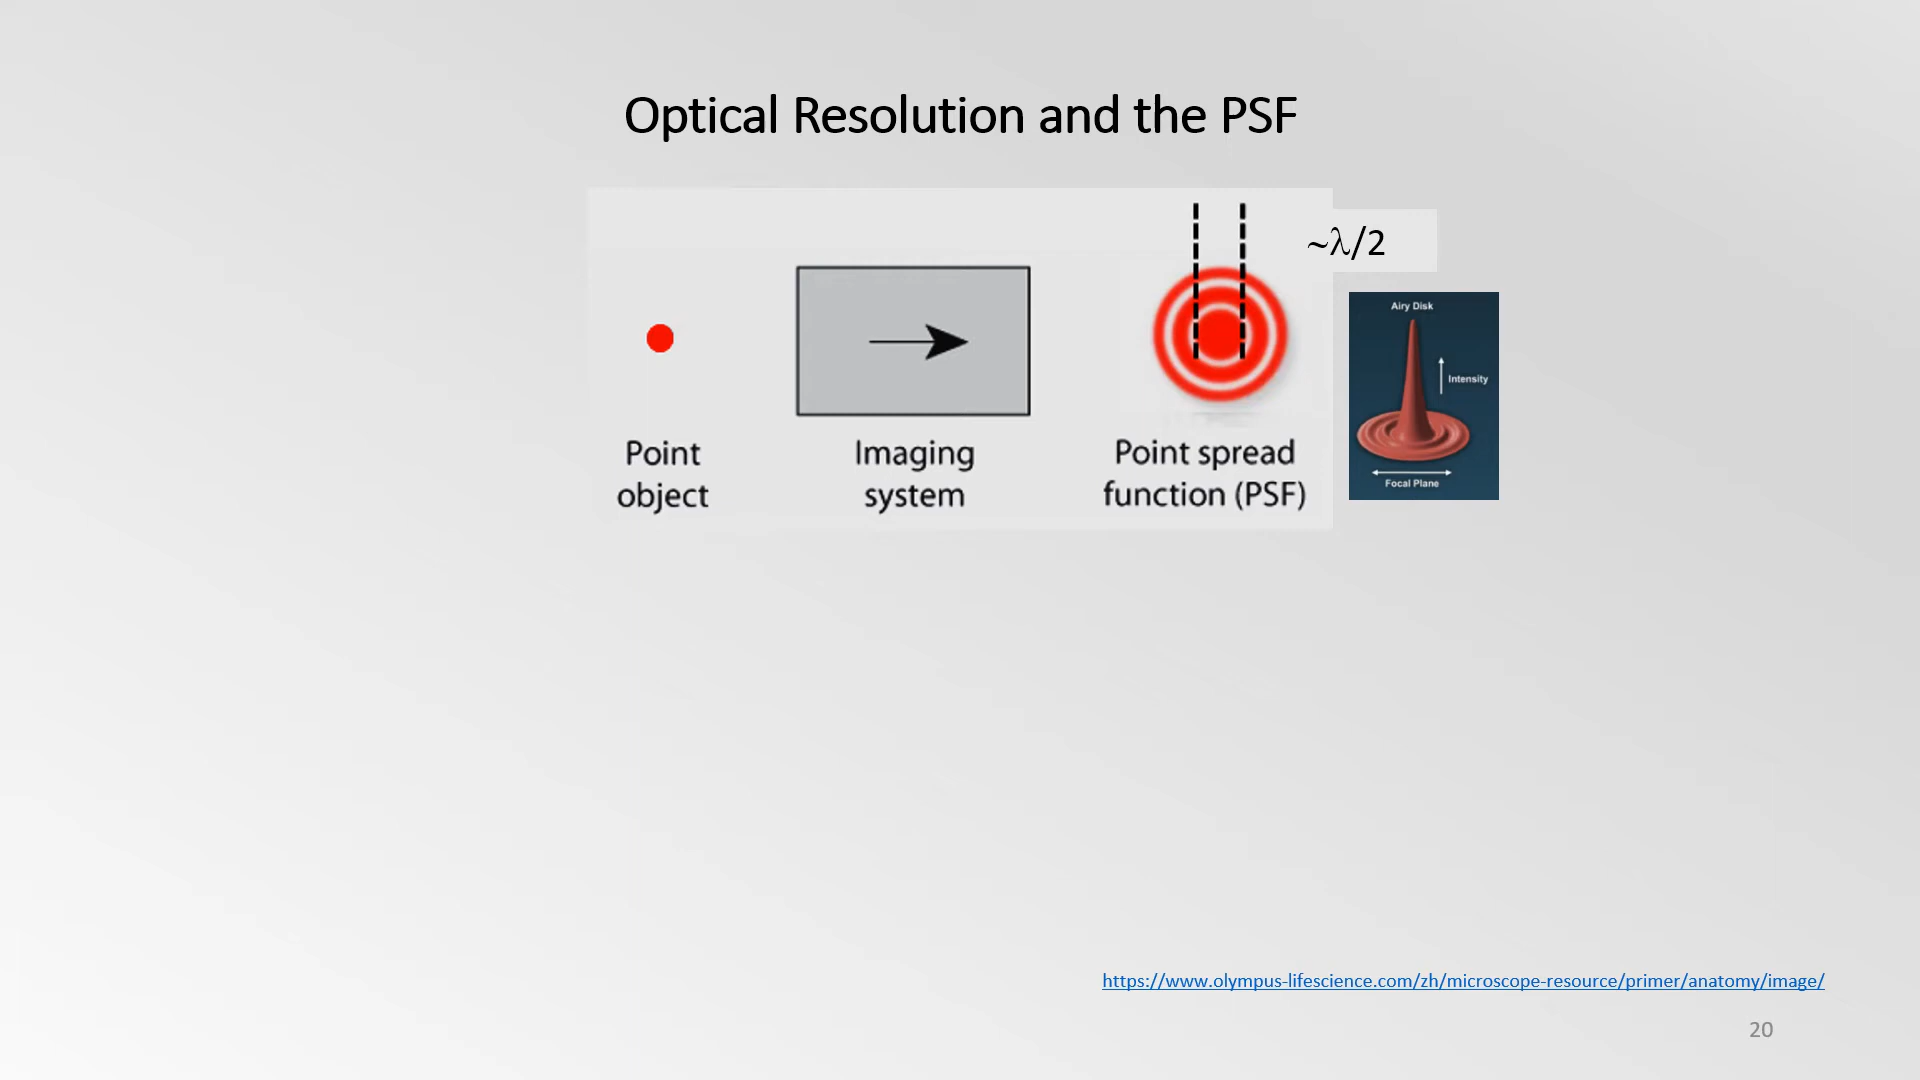 Optical Resolution and the PSF
~λ/2
Airy Disk
Intensity
Focal Plane
Point
object
Imaging
system
Point spread
function (PSF)
https://www.olympus-lifescience.com/zh/microscope-resource/primer/anatomy/image/
20